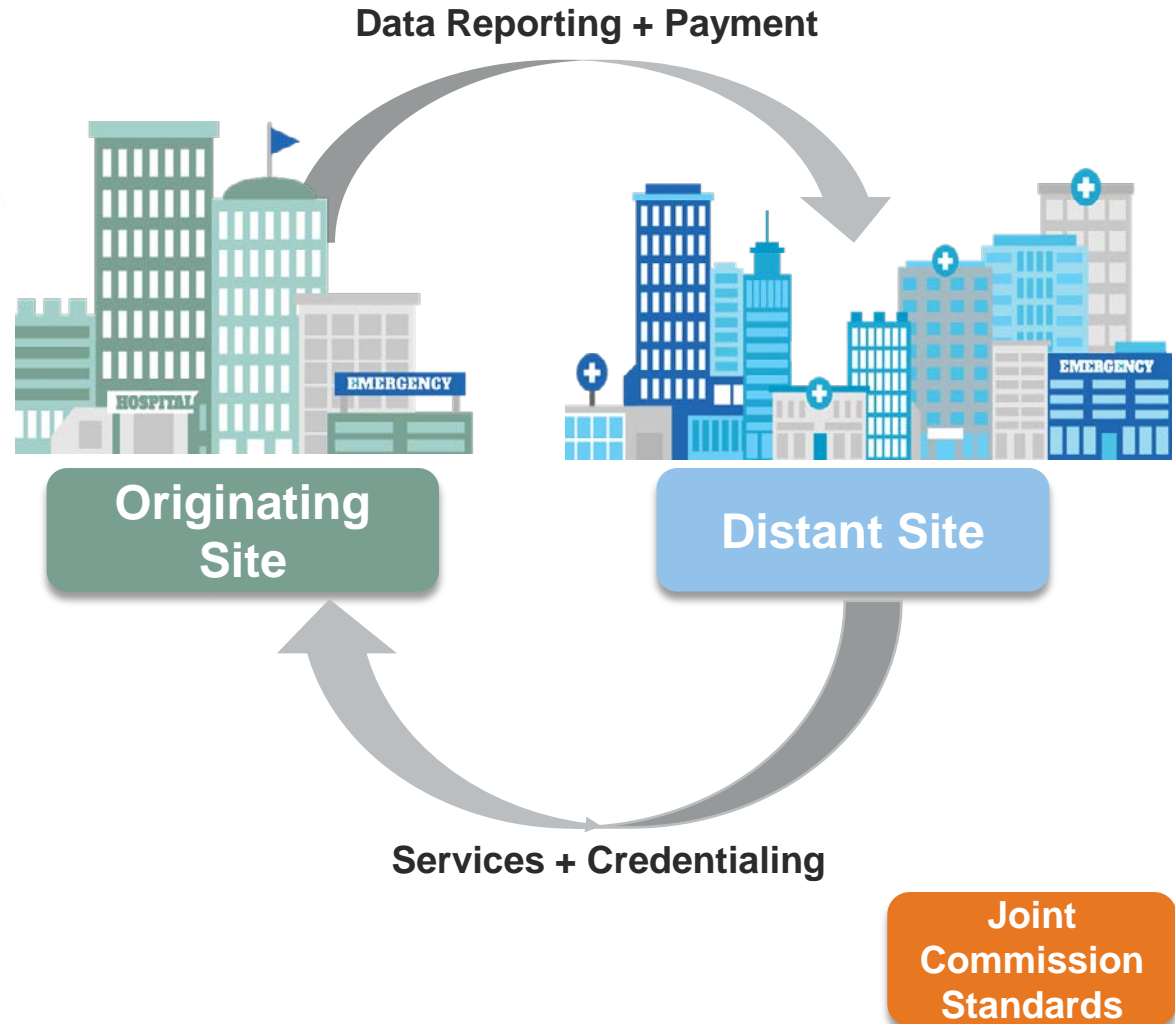 Data Reporting + Payment
HOSPITAL
EMERGENCY
EMERGENCY
Originating
Site
Distant Site
Services + Credentialing
Joint
Commission
Standards